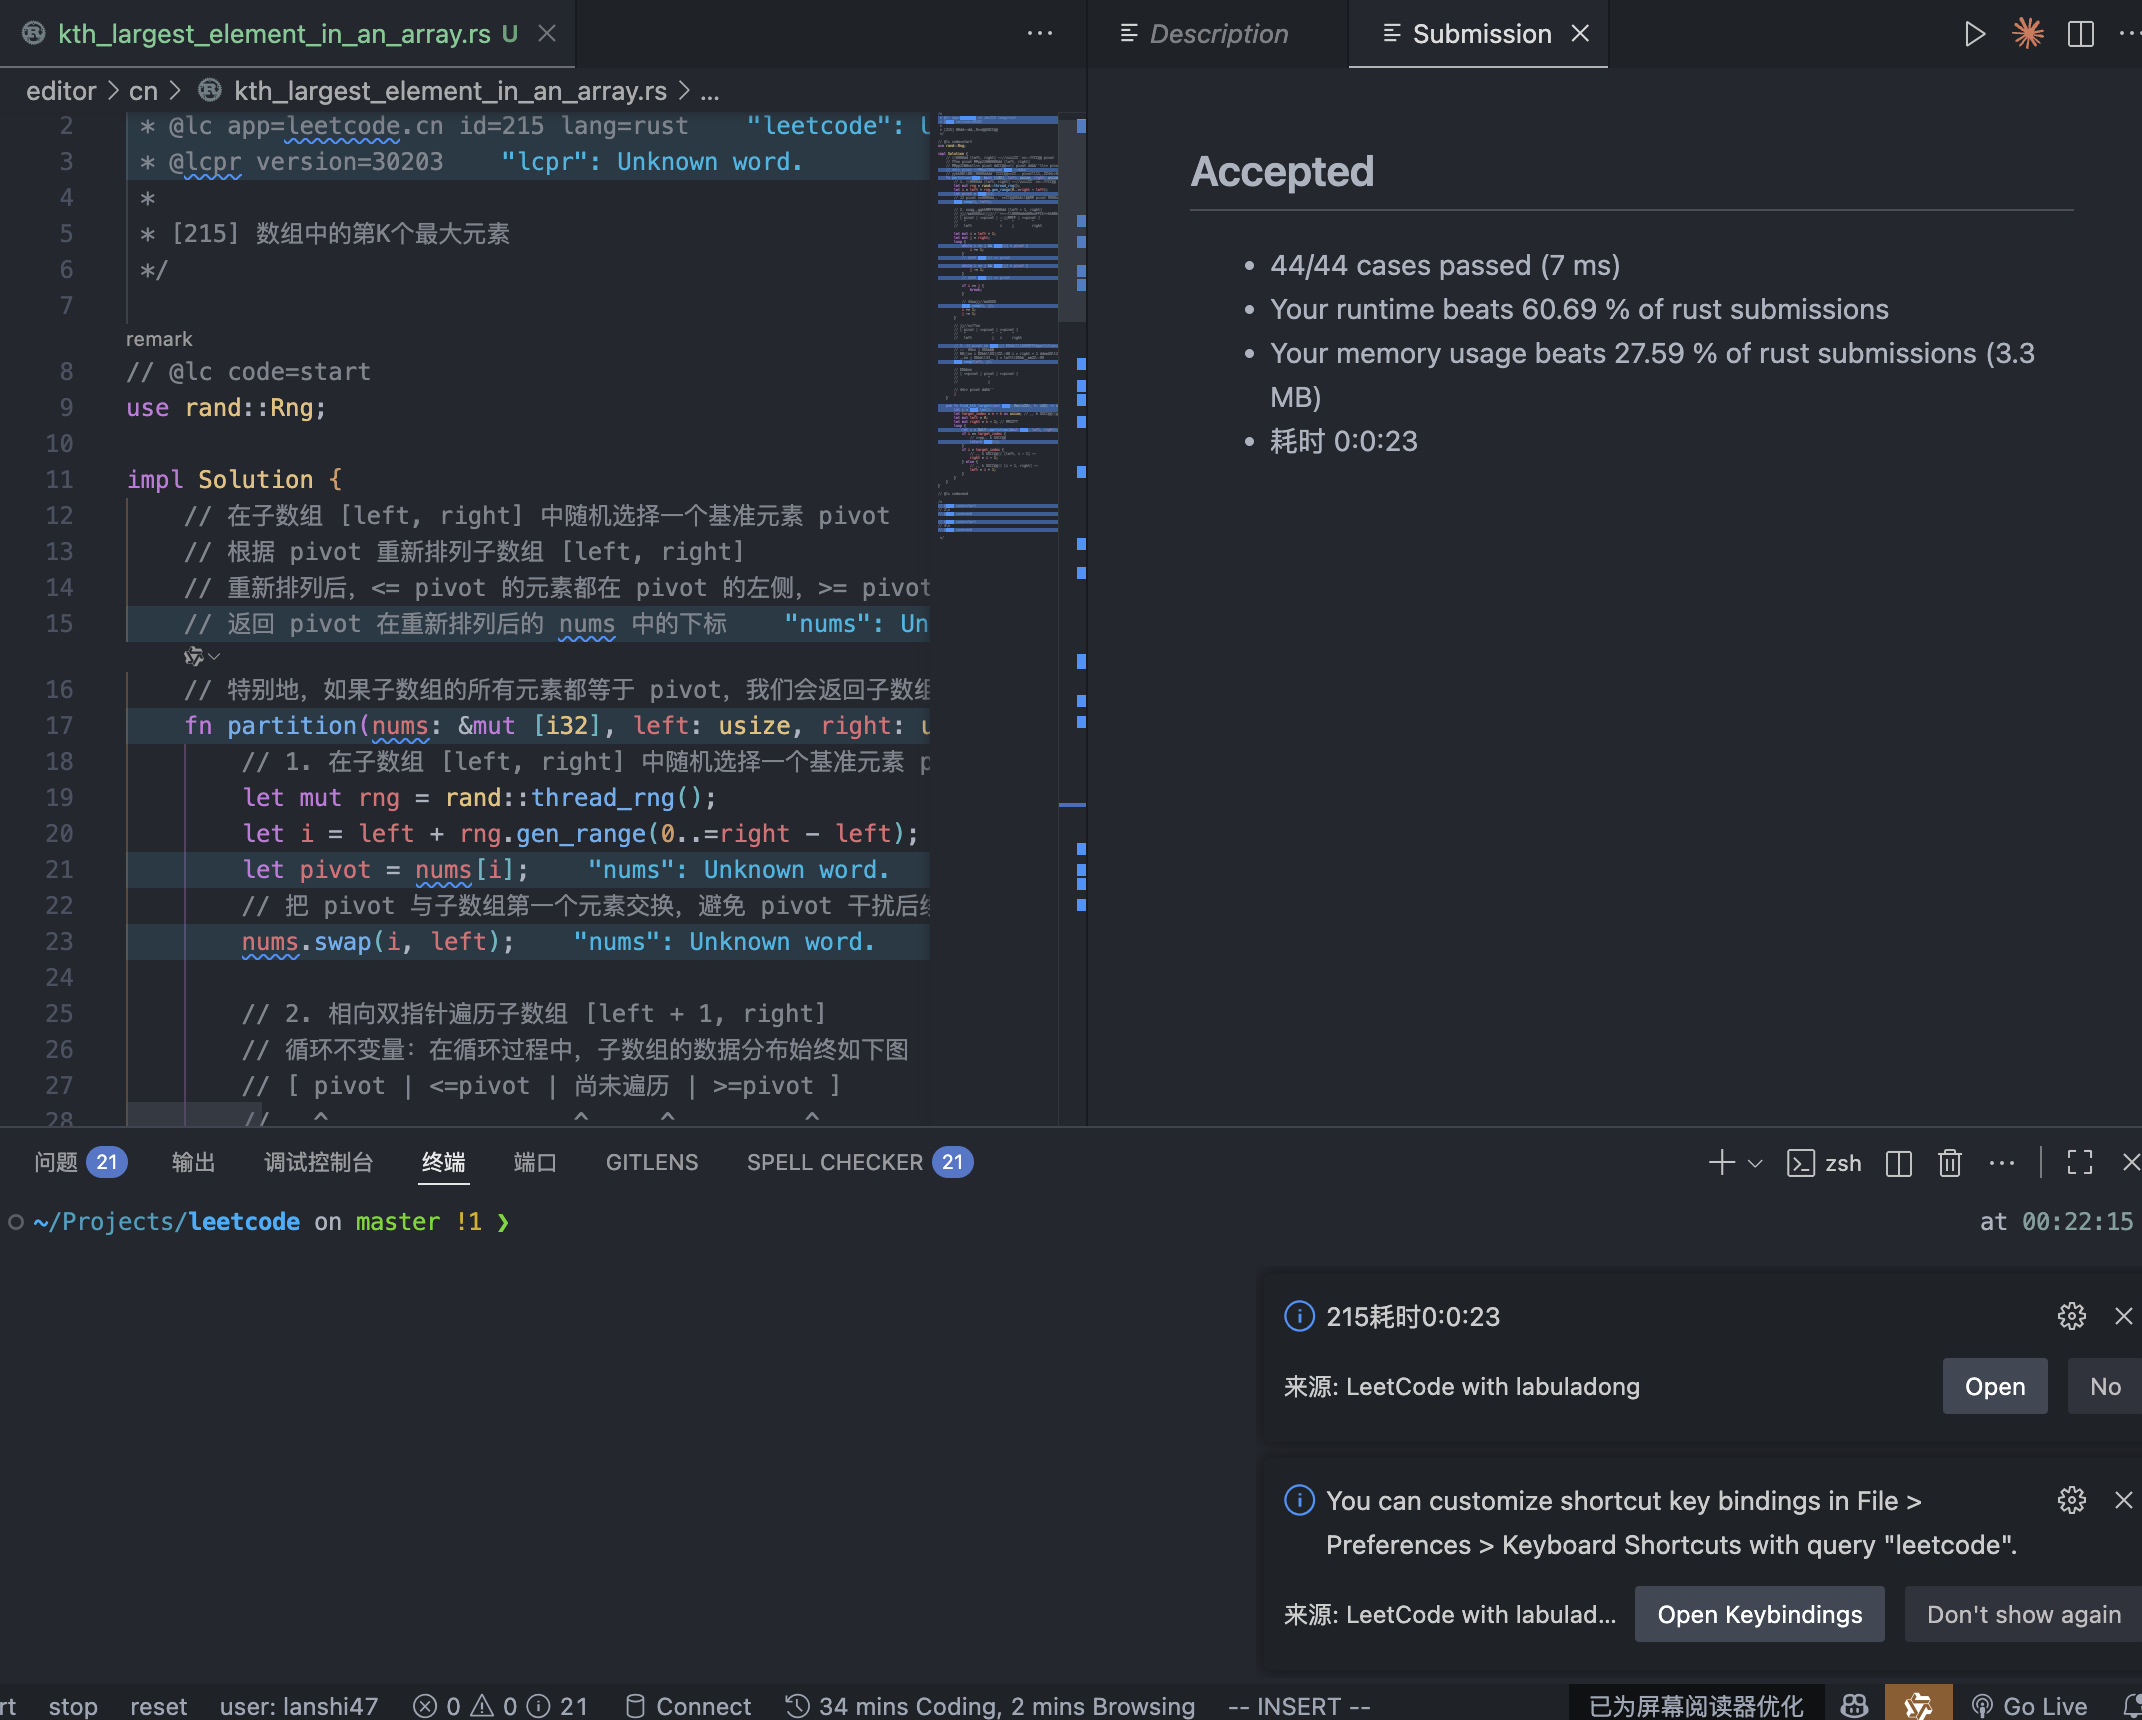 kth_largest_element_in_an_array.rs U
Description
Submission
editor > cn > kth_largest_element_in_an_array.rs > ...
2 * @lc app=leetcode.cn id=215 lang=rust "leetcode":
3 * @lcpr version=30203 "lcpr": Unknown word.
4 *
5 * [215] 数组中的第K个最大元素
6 */
7
remark
8 // @lc code=start
9 use rand::Rng;
10
11 impl Solution {
12 // 在子数组 [left, right] 中随机选择一个基准元素 pivot
13 // 根据 pivot 重新排列子数组 [left, right]
14 // 重新排列后，<= pivot 的元素都在 pivot 的左侧，>= pivot
15 // 返回 pivot 在重新排列后的 nums 中的下标 "nums": Un
16 // 特别地，如果子数组的所有元素都等于 pivot，我们会返回子数组
17 fn partition(nums: &mut [i32], left: usize, right: u
18 // 1. 在子数组 [left, right] 中随机选择一个基准元素 p
19 let mut rng = rand::thread_rng();
20 let i = left + rng.gen_range(0..=right - left);
21 let pivot = nums[i]; "nums": Unknown word.
22 // 把 pivot 与子数组第一个元素交换，避免 pivot 干扰后续
23 nums.swap(i, left); "nums": Unknown word.
24
25 // 2. 相向双指针遍历子数组 [left + 1, right]
26 // 循环不变量：在循环过程中，子数组的数据分布始终如下图
27 // [ pivot | <=pivot | 尚未遍历 | >=pivot ]
28 // ^ ^ ^ ^
Accepted
• 44/44 cases passed (7 ms)
• Your runtime beats 60.69 % of rust submissions
• Your memory usage beats 27.59 % of rust submissions (3.3
MB)
• 耗时 0:0:23
问题 21 输出 调试控制台 终端 端口 GITLENS SPELL CHECKER 21
zsh
~/Projects/leetcode on master !1 ❯
at 00:22:15
215耗时0:0:23
来源: LeetCode with labuladong
Open
No
You can customize shortcut key bindings in File >
Preferences > Keyboard Shortcuts with query "leetcode".
来源: LeetCode with labulad...
Open Keybindings
Don't show again
rt stop reset user: lanshi47 0 0 21 Connect 34 mins Coding, 2 mins Browsing -- INSERT -- 已为屏幕阅读器优化 Go Live